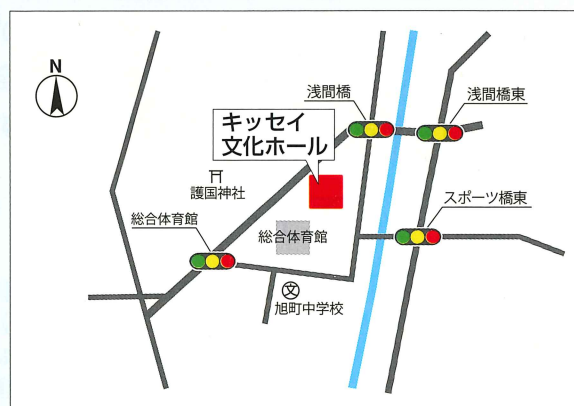 N
浅間橋
浅間橋東
キッセイ
文化ホール
護国神社
スポーツ橋東
総合体育館
総合体育館
文
旭町中学校